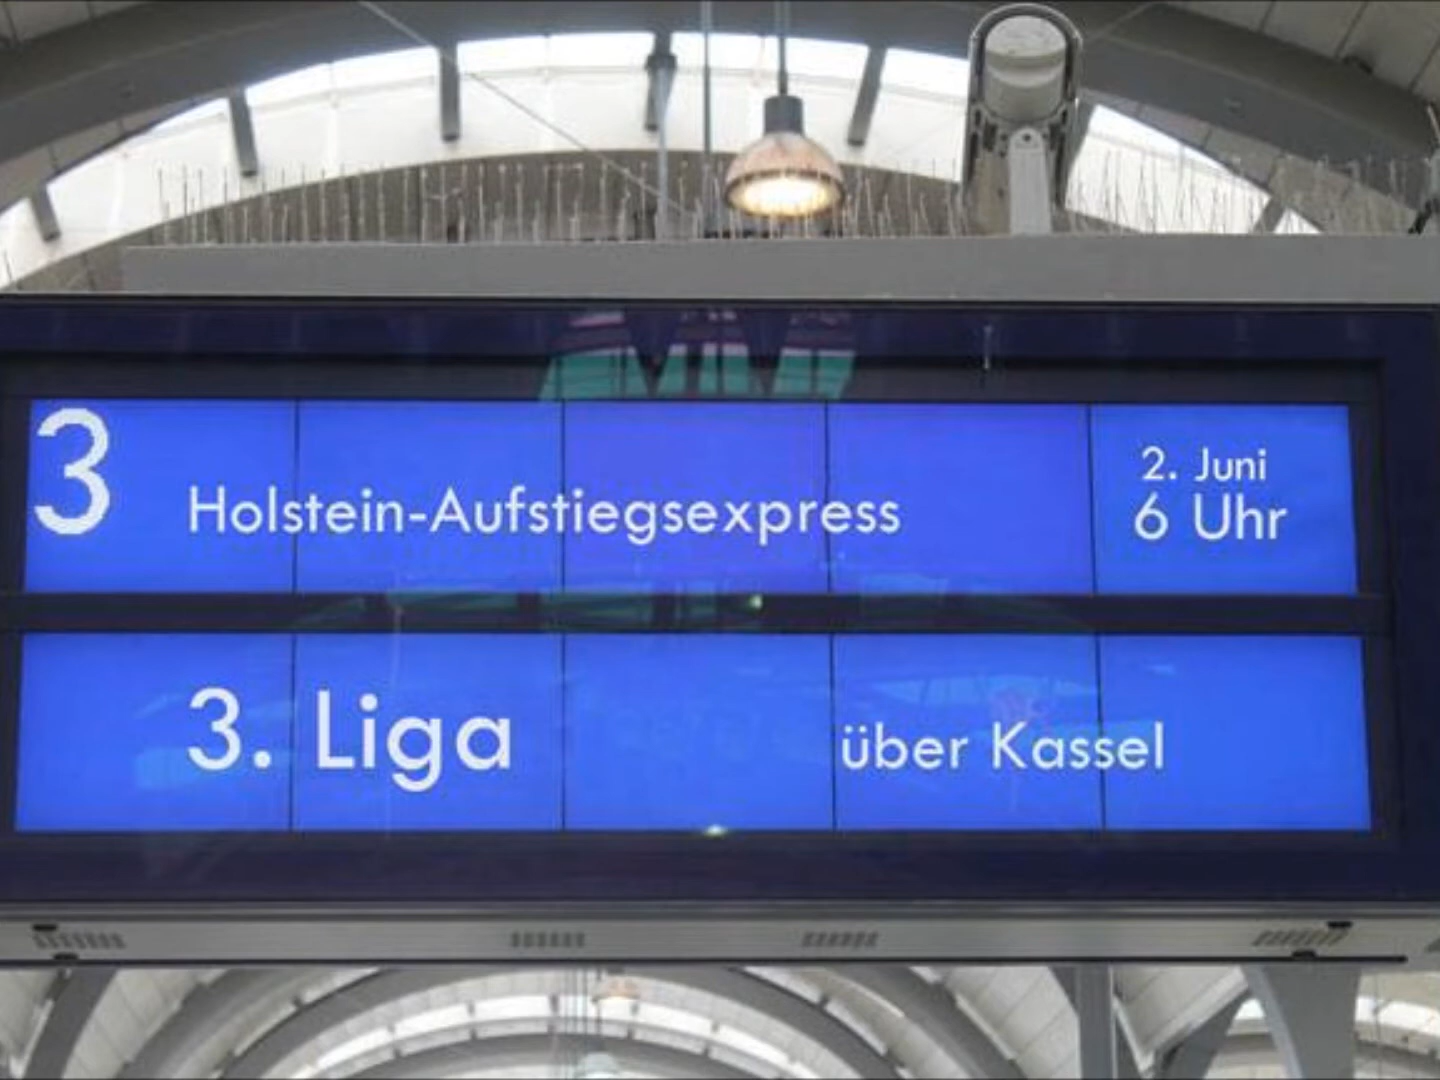 3
Holstein-Aufstiegsexpress
2. Juni
6 Uhr
3. Liga
über Kassel